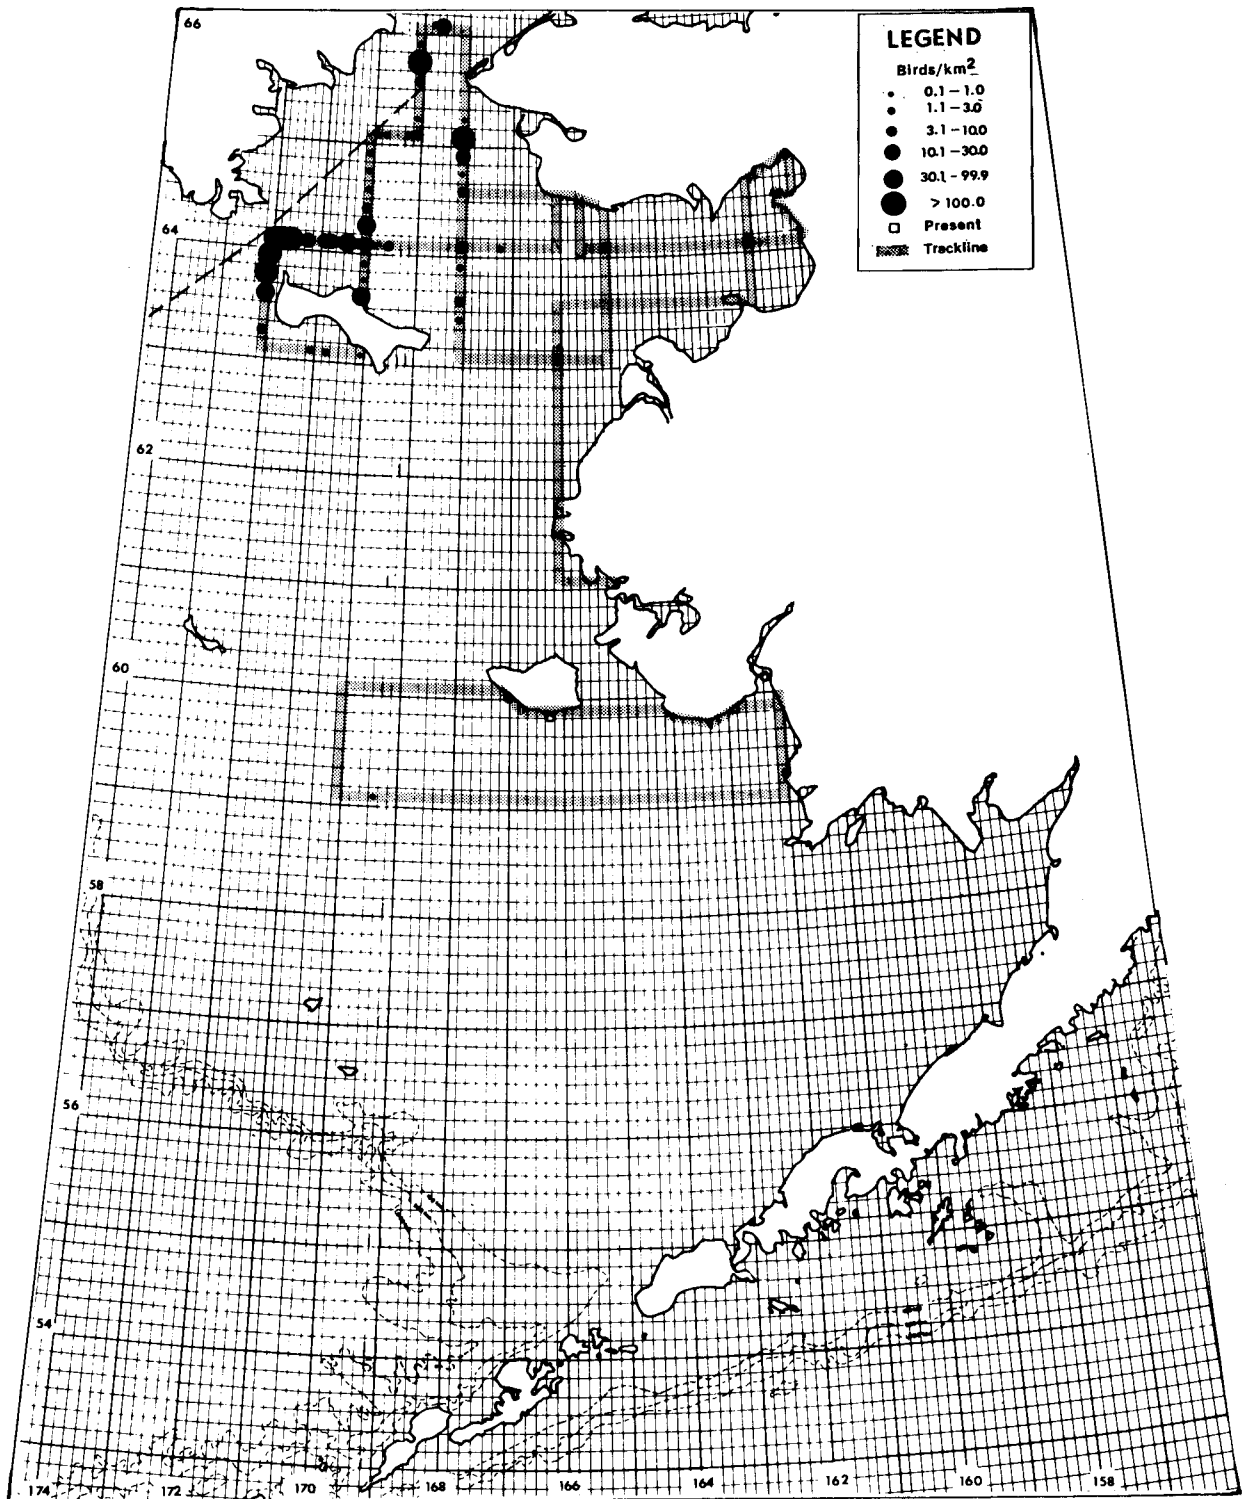 66
LEGEND
Birds/km2
0.1 – 1.0
1.1 – 3.0
3.1 – 10.0
10.1 – 30.0
30.1 – 99.9
> 100.0
Present
Trackline
64
62
60
58
56
54
174 172 170 168 166 164 162 160 158